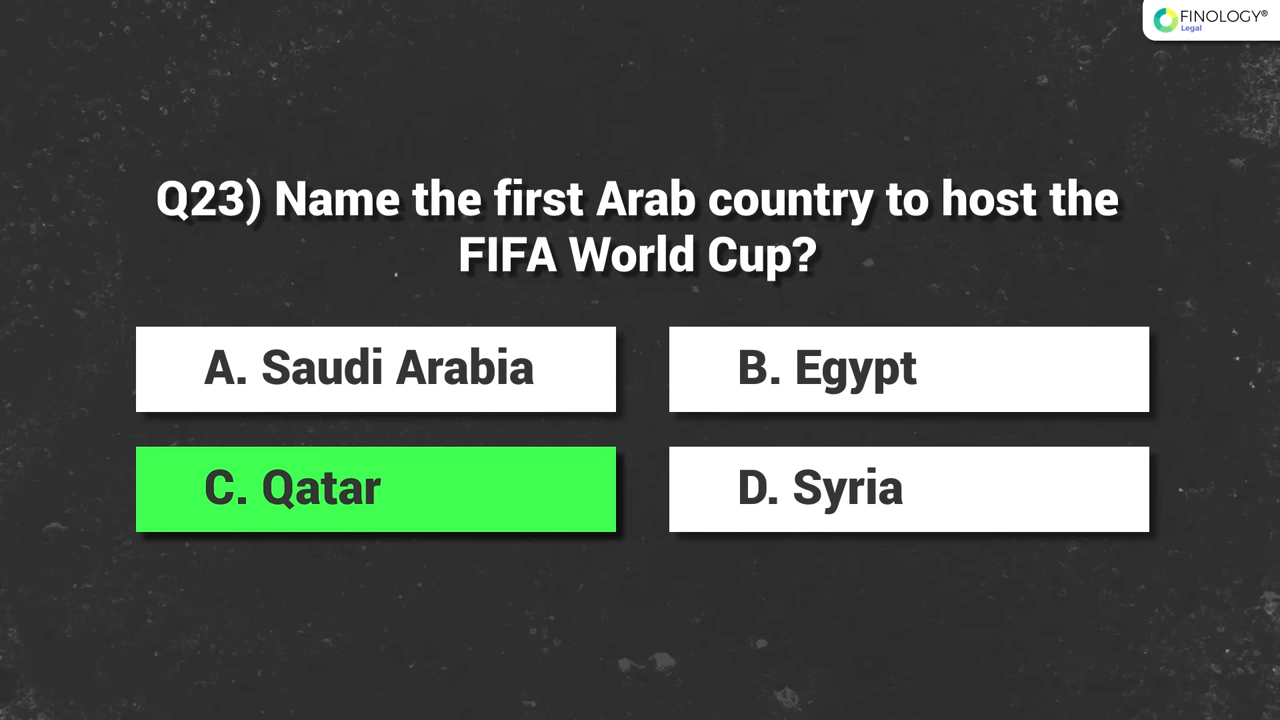 FINOLOGY®
Legal
Q23) Name the first Arab country to host the
FIFA World Cup?
A. Saudi Arabia
B. Egypt
C. Qatar
D. Syria